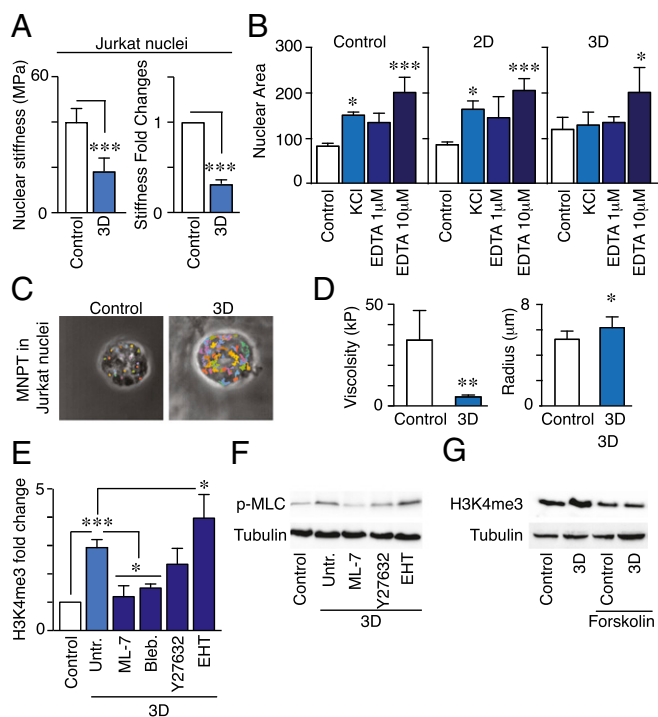 A
Jurkat nuclei
Nuclear stiffness (MPa)
60
0
***
Control
3D
Stiffness Fold Changes
1
0
***
Control
3D
B
Control
2D
3D
Nuclear Area
300
200
100
0
*
***
*
***
*
Control
KCl
EDTA 1μM
EDTA 10μM
Control
KCl
EDTA 1μM
EDTA 10μM
Control
KCl
EDTA 1μM
EDTA 10μM
C
Control
3D
MNPT in
Jurkat nuclei
D
Viscolsity (kP)
50
0
**
Control
3D
Radius (μm)
8
0
*
Control
3D
3D
E
H3K4me3 fold change
5
0
***
*
*
Control
Untr.
ML-7
Bleb.
Y27632
EHT
3D
F
p-MLC
Tubulin
Control
Untr.
ML-7
Y27632
EHT
3D
G
H3K4me3
Tubulin
Control
3D
Control
3D
Forskolin